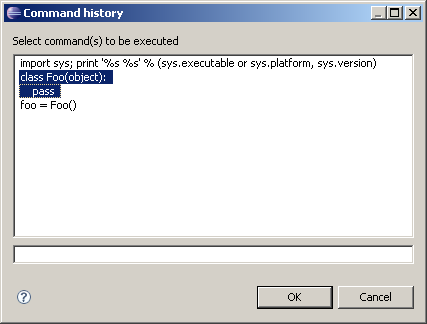 Command history
Select command(s) to be executed
import sys; print '%s %s' % (sys.executable or sys.platform, sys.version)
class Foo(object):
    pass
foo = Foo()
?
OK
Cancel